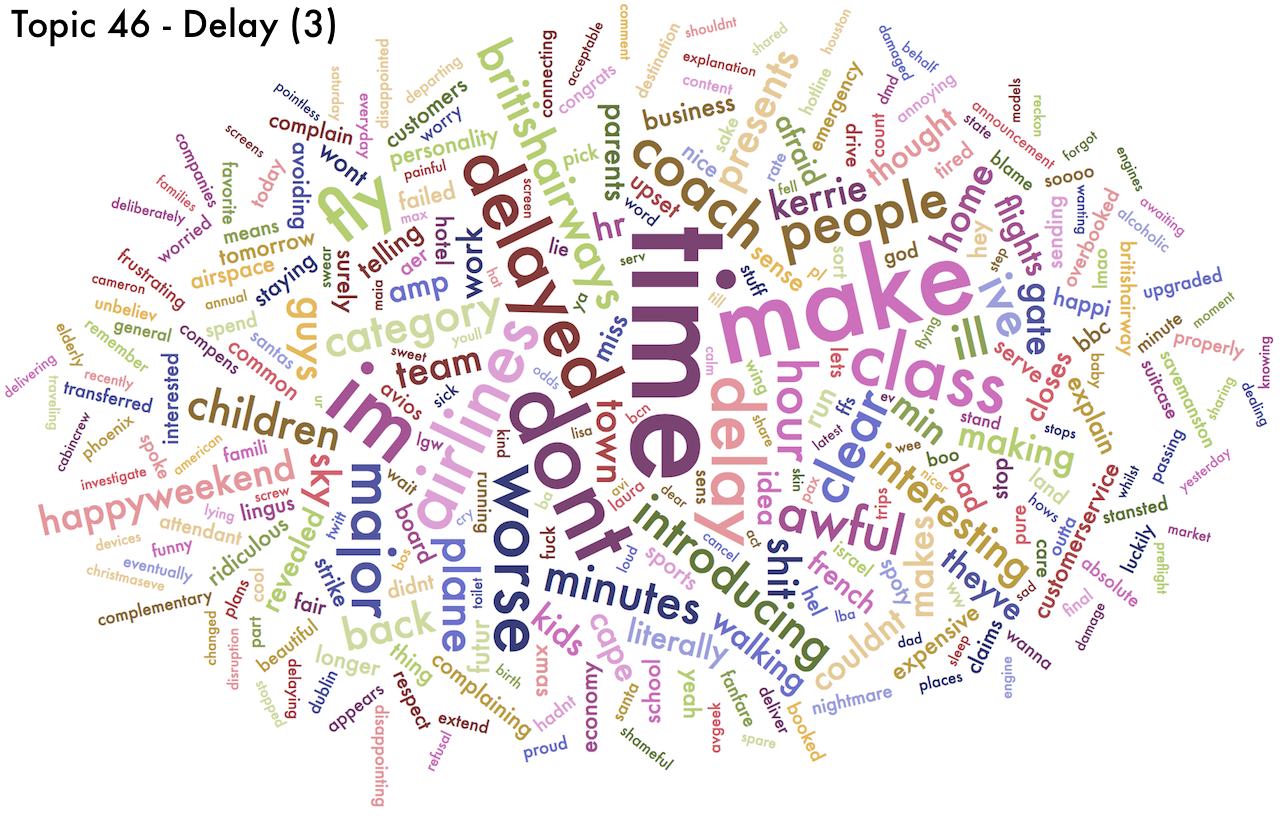 Topic 46 - Delay (3)
time
make
dont
delayed
im
class
delay
airlines
people
coach
fly
worse
major
awful
britishairways
introducing
interesting
clear
minutes
children
category
happyweekend
plane
back
presents
kerrie
thought
home
flights
gate
ive
ill
hour
min
making
team
guys
town
business
parents
hr
upset
nice
afraid
emergency
sake
rate
fell
drive
count
dmd
annoying
damaged
behalf
houston
hotline
shared
shouldnt
explanation
content
destination
comment
acceptable
connecting
congrats
pick
departing
customers
worry
personality
painful
failed
disappointed
everyday
saturday
pointless
complain
wont
avoiding
screens
today
favorite
companies
families
deliberately
worried
means
tomorrow
airspace
annual
staying
swear
surely
telling
max
aer
hotel
work
hat
amp
maia
screen
lie
ya
serv
word
miss
odds
youll
sweet
sick
avios
lgw
kind
lisa
bcn
avi
laura
dear
sens
act
cancel
loud
sports
ba
fuck
running
cry
wait
board
bos
didnt
toilet
futur
birth
complaining
thing
longer
respect
extend
refusal
disappointing
appears
dublin
delaying
stopped
beautiful
part
disruption
changed
plans
cool
fair
strike
twitt
revealed
ridiculous
complementary
christmaseve
eventually
funny
devices
attendant
lying
lingus
screw
sky
famili
american
spoke
investigate
phoenix
cabincrew
transferred
traveling
recently
interested
elderly
delivering
remember
general
unbeliev
cameron
frustrating
compens
spend
santas
common
ur
stuff
sense
pl
fill
calm
wing
share
idea
skin
pax
latest
ffs
run
lets
sort
god
flying
hey
step
tired
state
announcement
models
reckon
blame
forgot
soooo
wanting
sending
overbooked
lmao
engines
awaiting
alcoholic
happi
britishairway
upgraded
bbc
minute
moment
properly
suitcase
savemanston
sharing
knowing
dealing
baby
explain
closes
serve
stops
stand
ev
wee
boo
nicer
bad
stop
land
passing
yesterday
whilst
customerservice
hows
pure
outta
care
stansted
luckily
market
preflight
absolute
final
damage
sad
theyve
ww
makes
trips
israel
spoty
french
shit
hel
lba
couldnt
dad
expensive
sleep
claims
wanna
engine
places
nightmare
walking
literally
cape
kids
xmas
hadnt
proud
economy
santa
school
shameful
yeah
avgeek
fanfare
spare
deliver
booked